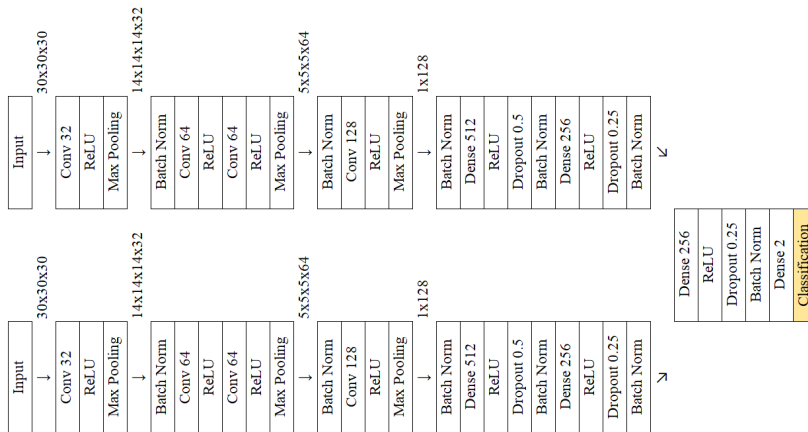 Input
30x30x30
Conv 32
ReLU
Max Pooling
14x14x14x32
Batch Norm
Conv 64
ReLU
Conv 64
ReLU
Max Pooling
5x5x5x64
Batch Norm
Conv 128
ReLU
Max Pooling
1x128
Batch Norm
Dense 512
ReLU
Dropout 0.5
Batch Norm
Dense 256
ReLU
Dropout 0.25
Batch Norm
Input
30x30x30
Conv 32
ReLU
Max Pooling
14x14x14x32
Batch Norm
Conv 64
ReLU
Conv 64
ReLU
Max Pooling
5x5x5x64
Batch Norm
Conv 128
ReLU
Max Pooling
1x128
Batch Norm
Dense 512
ReLU
Dropout 0.5
Batch Norm
Dense 256
ReLU
Dropout 0.25
Batch Norm
Dense 256
ReLU
Dropout 0.25
Batch Norm
Dense 2
Classification